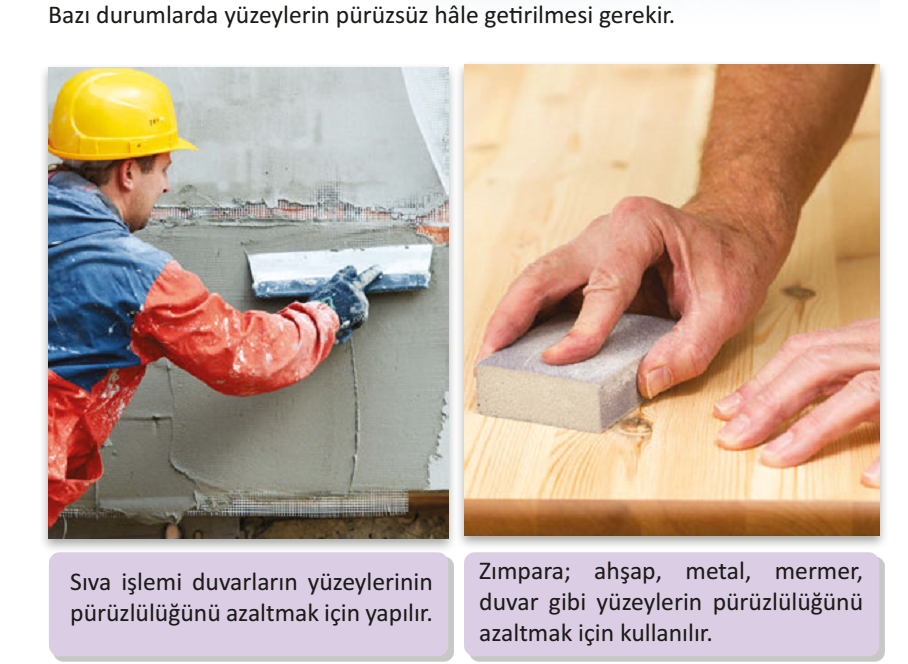 Bazı durumlarda yüzeylerin pürüzsüz hâle getirilmesi gerekir.
Sıva işlemi duvarların yüzeylerinin
pürüzlülüğünü azaltmak için yapılır.
Zımpara; ahşap, metal, mermer,
duvar gibi yüzeylerin pürüzlülüğünü
azaltmak için kullanılır.